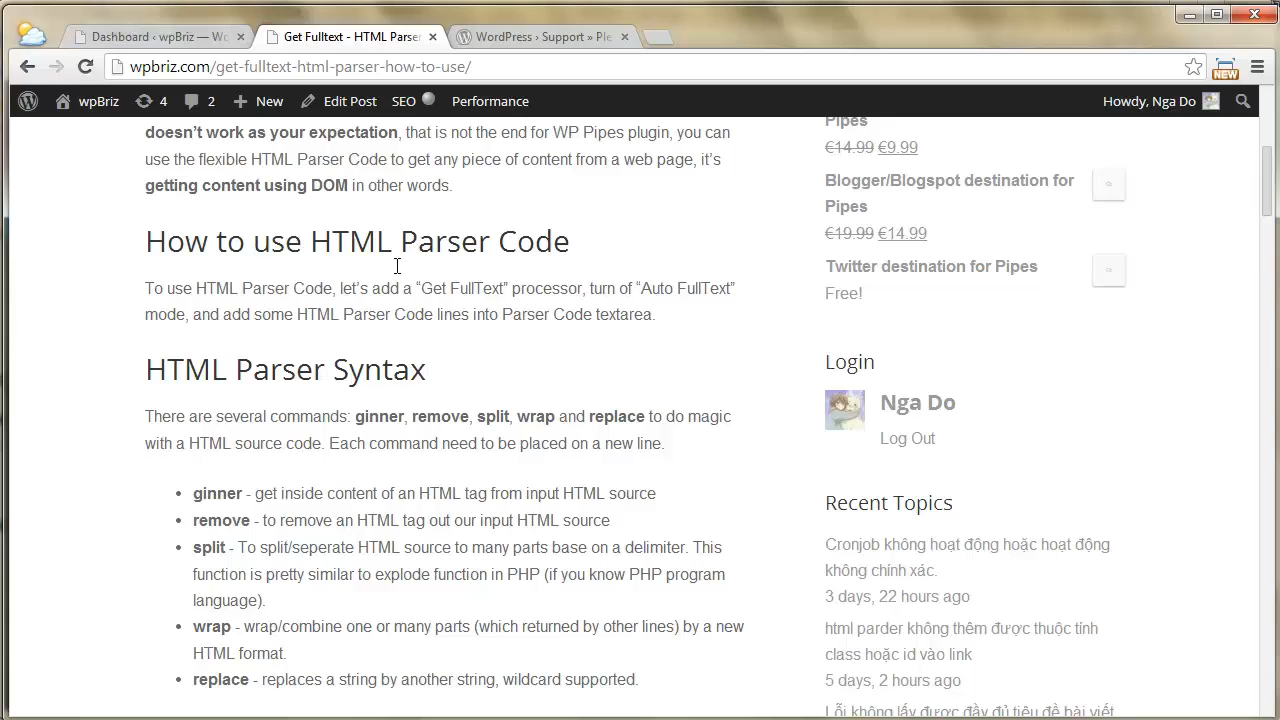 Dashboard ‹ wpBriz — Wo
Get Fulltext - HTML Parser
WordPress › Support » Ple
wpbriz.com/get-fulltext-html-parser-how-to-use/
NEW
wpBriz 4 2 New Edit Post SEO Performance Howdy, Nga Do
doesn't work as your expectation, that is not the end for WP Pipes plugin, you can
use the flexible HTML Parser Code to get any piece of content from a web page, it's
getting content using DOM in other words.
How to use HTML Parser Code
To use HTML Parser Code, let's add a “Get FullText” processor, turn of “Auto FullText”
mode, and add some HTML Parser Code lines into Parser Code textarea.
HTML Parser Syntax
There are several commands: ginner, remove, split, wrap and replace to do magic
with a HTML source code. Each command need to be placed on a new line.
• ginner - get inside content of an HTML tag from input HTML source
• remove - to remove an HTML tag out our input HTML source
• split - To split/seperate HTML source to many parts base on a delimiter. This
function is pretty similar to explode function in PHP (if you know PHP program
language).
• wrap - wrap/combine one or many parts (which returned by other lines) by a new
HTML format.
• replace - replaces a string by another string, wildcard supported.
Pipes
€14.99 €9.99
Blogger/Blogspot destination for
Pipes
€19.99 €14.99
Twitter destination for Pipes
Free!
Login
Nga Do
Log Out
Recent Topics
Cronjob không hoạt động hoặc hoạt động
không chính xác.
3 days, 22 hours ago
html parder không thêm được thuộc tính
class hoặc id vào link
5 days, 2 hours ago
Lỗi không lấy được đầy đủ tiêu đề bài viết